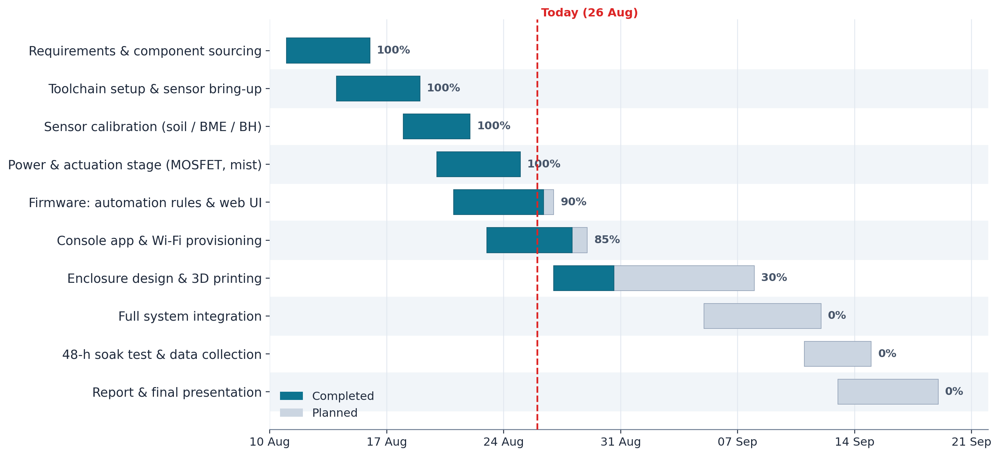 Today (26 Aug)
Requirements & component sourcing
100%
Toolchain setup & sensor bring-up
100%
Sensor calibration (soil / BME / BH)
100%
Power & actuation stage (MOSFET, mist)
100%
Firmware: automation rules & web UI
90%
Console app & Wi-Fi provisioning
85%
Enclosure design & 3D printing
30%
Full system integration
0%
48-h soak test & data collection
0%
Report & final presentation
0%
Completed
Planned
10 Aug
17 Aug
24 Aug
31 Aug
07 Sep
14 Sep
21 Sep